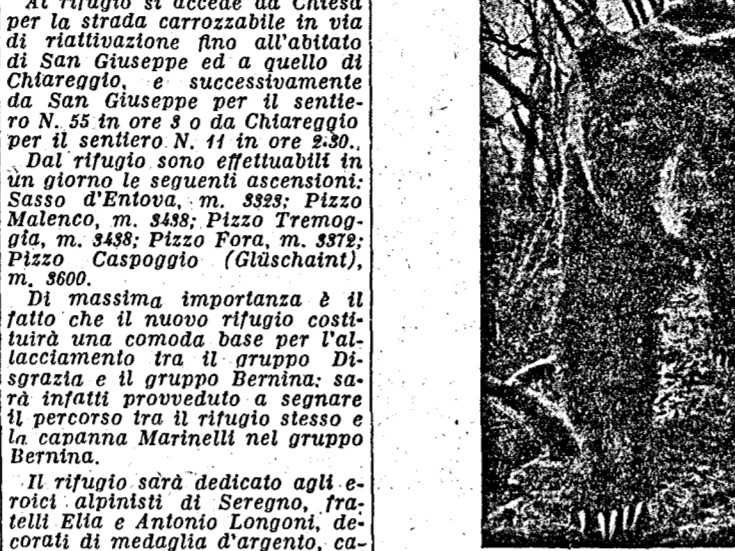 Al rifugio si accede da Chiesa
per la strada carrozzabile in via
di riattivazione fino all'abitato
di San Giuseppe ed a quello di
Chiareggio, e successivamente
da San Giuseppe per il sentie-
ro N. 55 in ore 3 o da Chiareggio
per il sentiero N. 11 in ore 2.30.
Dal rifugio sono effettuabili in
un giorno le seguenti ascensioni:
Sasso d'Entova, m. 3323; Pizzo
Malenco, m. 3438; Pizzo Tremog-
gia, m. 3438; Pizzo Fora, m. 3372;
Pizzo Caspoggio (Glüschaint),
m. 3600.
Di massima importanza è il
fatto che il nuovo rifugio costi-
tuirà una comoda base per l'al-
lacciamento tra il gruppo Di-
sgrazia e il gruppo Bernina: sa-
rà infatti provveduto a segnare
il percorso tra il rifugio stesso e
la capanna Marinelli nel gruppo
Bernina.
Il rifugio sarà dedicato agli e-
roici alpinisti di Seregno, fra-
telli Elia e Antonio Longoni, de-
corati di medaglia d'argento, ca-